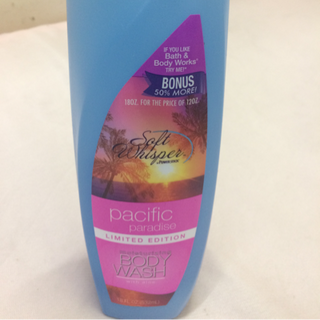 IF YOU LIKE
Bath &
Body Works
TRY ME!*
BONUS
50% MORE!
18OZ. FOR THE PRICE OF 12OZ.
Soft
Whisper
pacific
paradise
LIMITED EDITION
BODY
WASH